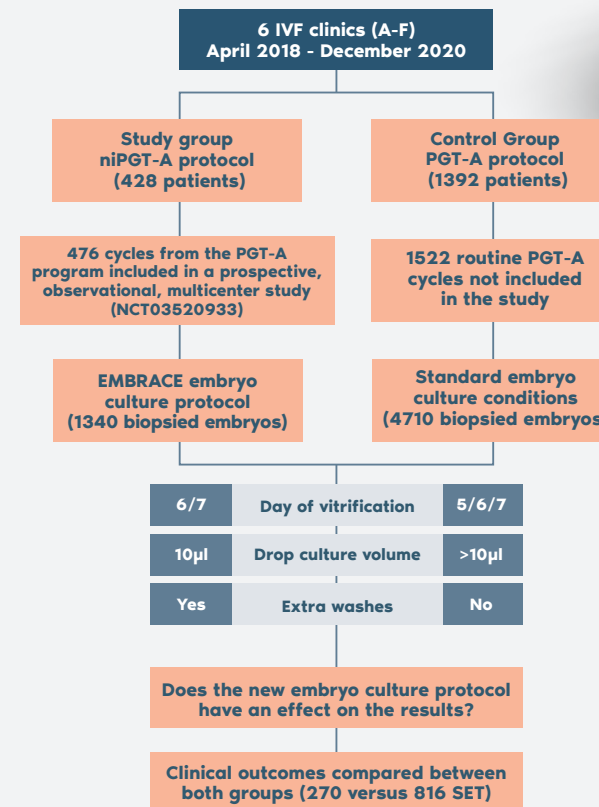 6 IVF clinics (A-F)
April 2018 - December 2020
Study group
niPGT-A protocol
(428 patients)
Control Group
PGT-A protocol
(1392 patients)
476 cycles from the PGT-A
program included in a prospective,
observational, multicenter study
(NCT03520933)
1522 routine PGT-A
cycles not included
in the study
EMBRACE embryo
culture protocol
(1340 biopsied embryos)
Standard embryo
culture conditions
(4710 biopsied embryos
6/7 Day of vitrification 5/6/7
10µl Drop culture volume >10µl
Yes Extra washes No
Does the new embryo culture protocol
have an effect on the results?
Clinical outcomes compared between
both groups (270 versus 816 SET)